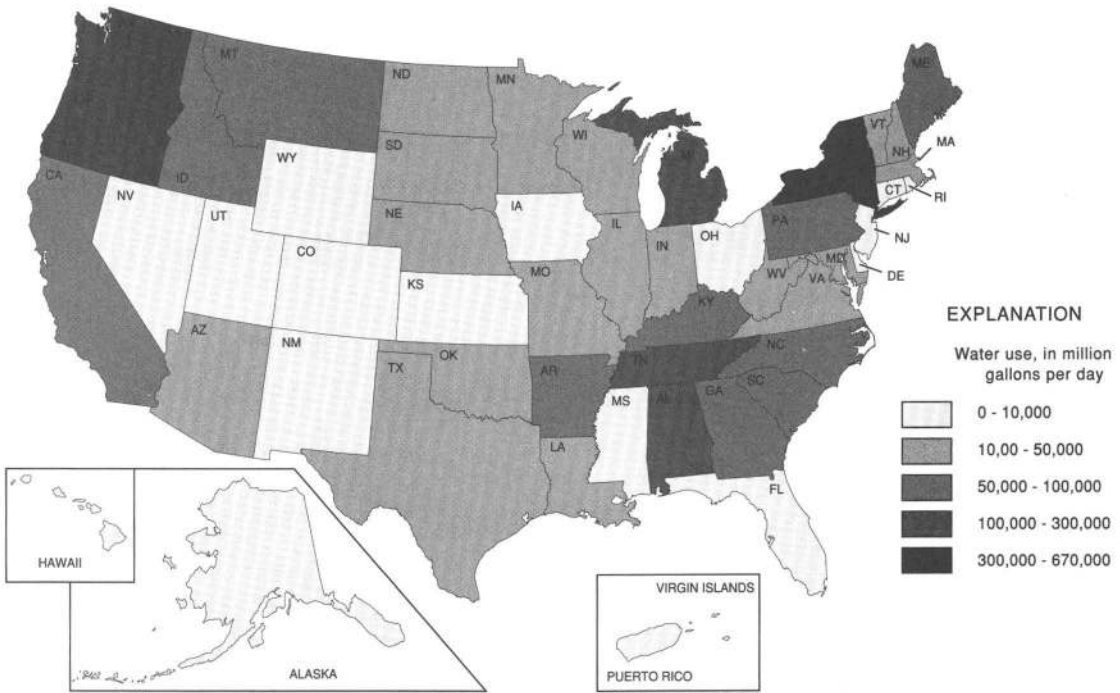 MT
ND
MN
ME
VT
NH
MA
WI
SD
WY
ID
CA
NV
UT
NE
IA
CT
RI
PA
NJ
IL
IN
OH
CO
MO
WV
MD
VA
DE
KS
KY
AZ
NM
OK
TX
AR
TN
NC
SC
GA
AL
MS
LA
FL
EXPLANATION
Water use, in million
gallons per day
0 - 10,000
10,00 - 50,000
50,000 - 100,000
100,000 - 300,000
300,000 - 670,000
HAWAII
ALASKA
VIRGIN ISLANDS
PUERTO RICO